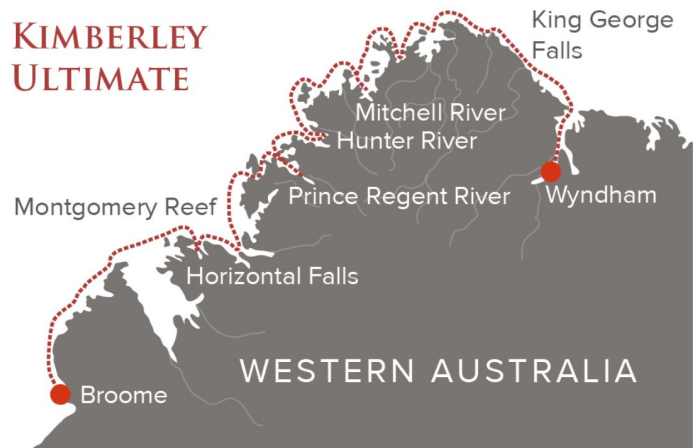 KIMBERLEY
ULTIMATE
King George
Falls
Mitchell River
Hunter River
Prince Regent River
Wyndham
Montgomery Reef
Horizontal Falls
WESTERN AUSTRALIA
Broome